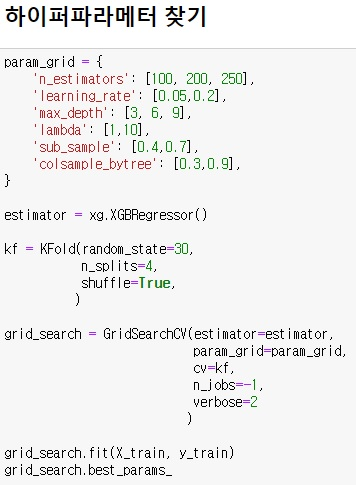 하이퍼파라메터 찾기
param_grid = {
    'n_estimators': [100, 200, 250],
    'learning_rate': [0.05,0.2],
    'max_depth': [3, 6, 9],
    'lambda': [1,10],
    'sub_sample': [0.4,0.7],
    'colsample_bytree': [0.3,0.9],
}
estimator = xg.XGBRegressor()
kf = KFold(random_state=30,
           n_splits=4,
           shuffle=True,
          )
grid_search = GridSearchCV(estimator=estimator,
                           param_grid=param_grid,
                           cv=kf,
                           n_jobs=-1,
                           verbose=2
                          )
grid_search.fit(X_train, y_train)
grid_search.best_params_